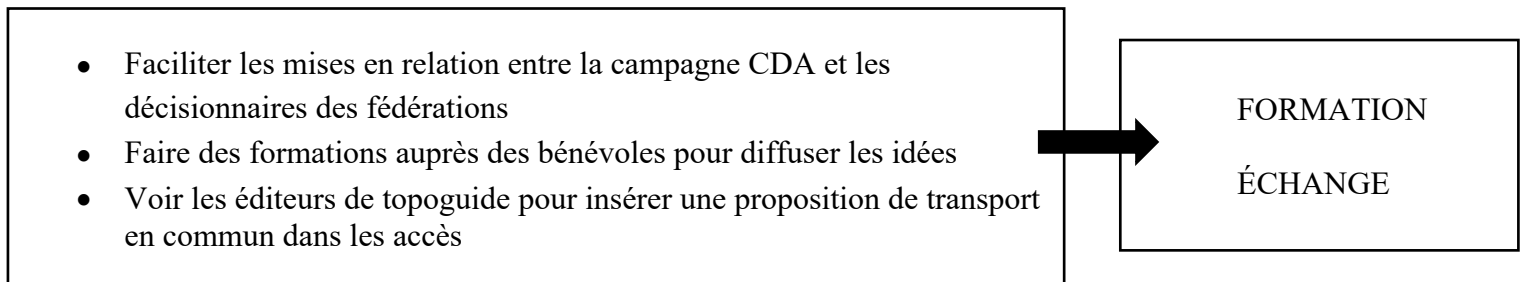 ● Faciliter les mises en relation entre la campagne CDA et les
décisionnaires des fédérations
● Faire des formations auprès des bénévoles pour diffuser les idées
● Voir les éditeurs de topoguide pour insérer une proposition de transport
en commun dans les accès
FORMATION
ÉCHANGE